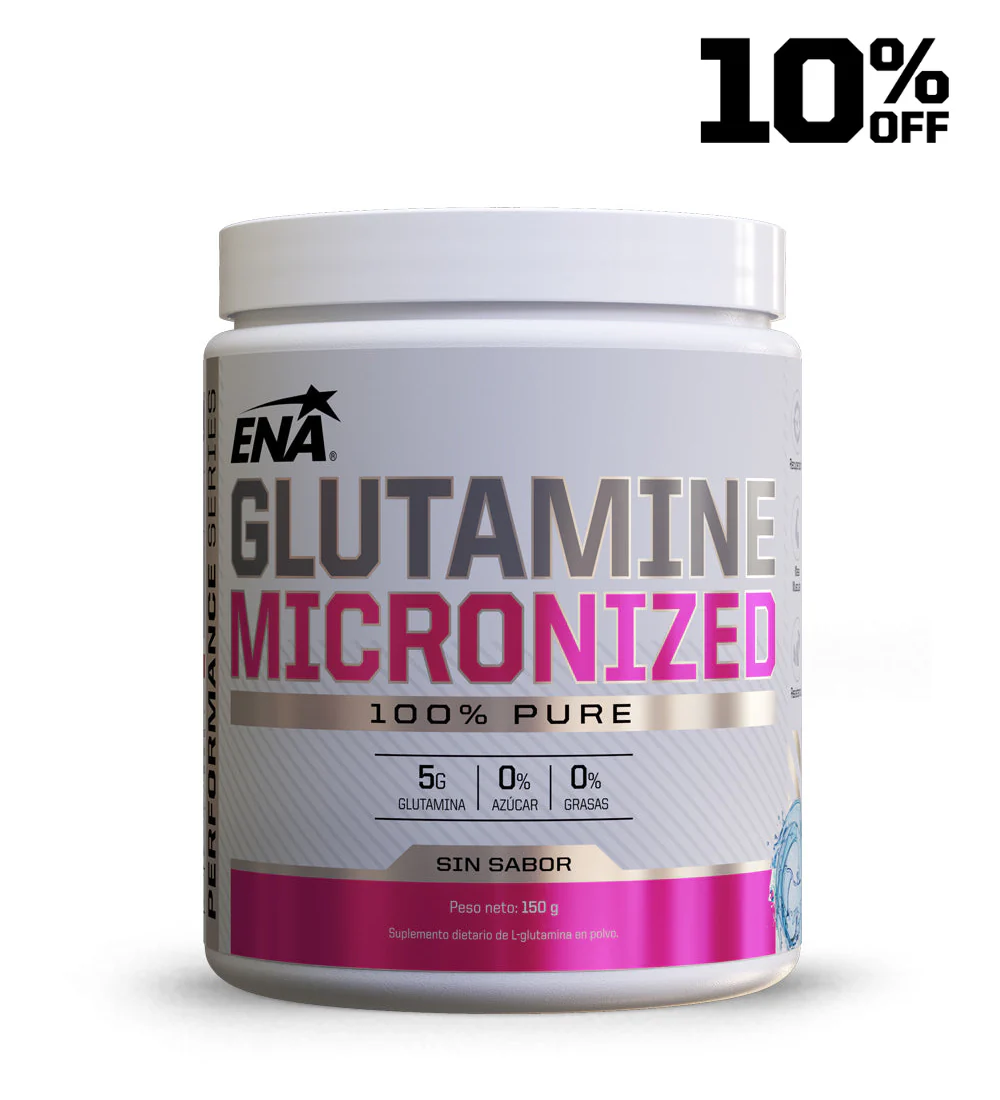 10%
OFF
PERFORMANCE SERIES
ENA®
GLUTAMINE
MICRONIZED
100% PURE
5G GLUTAMINA
0% AZÚCAR
0% GRASAS
SIN SABOR
Peso neto: 150 g
Suplemento dietario de L-glutamina en polvo.